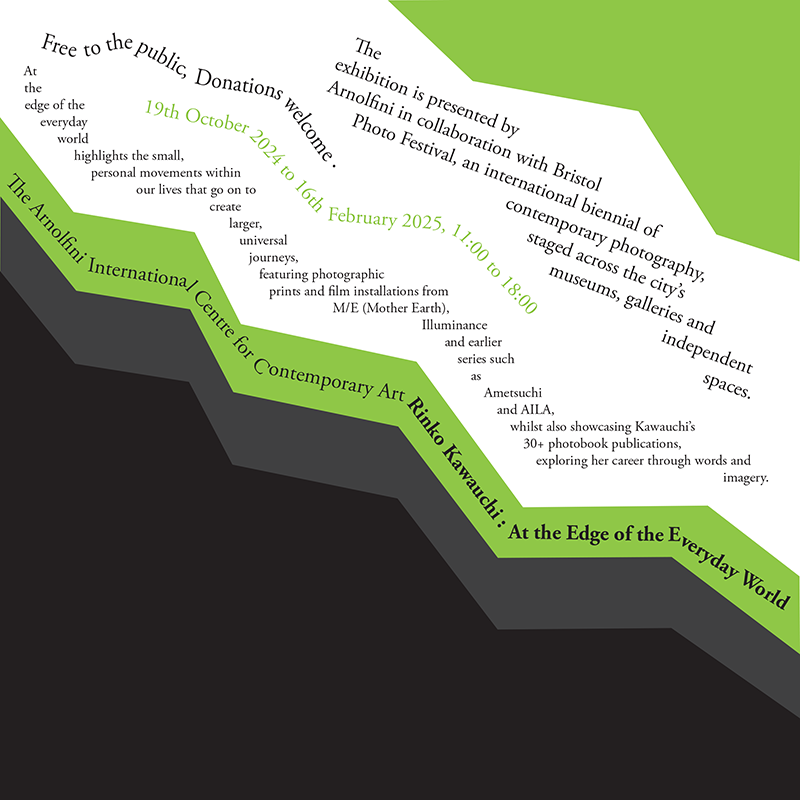 Free to the public, Donations welcome .
The
exhibition is presented by
Arnolfini in collaboration with Bristol
Photo Festival, an international biennial of
contemporary photography,
staged across the city's
museums, galleries and
independent
spaces.
19th October 2024 to 16th February 2025, 11:00 to 18:00
At
the
edge of the
everyday
world
highlights the small,
personal movements within
our lives that go on to
create
larger,
universal
journeys,
featuring photographic
prints and film installations from
M/E (Mother Earth),
Illuminance
and earlier
series such
as
Ametsuchi
and AILA,
whilst also showcasing Kawauchi's
30+ photobook publications,
exploring her career through words and
imagery.
The Arnolfini International Centre for Contemporary Art Rinko Kawauchi : At the Edge of the Everyday World